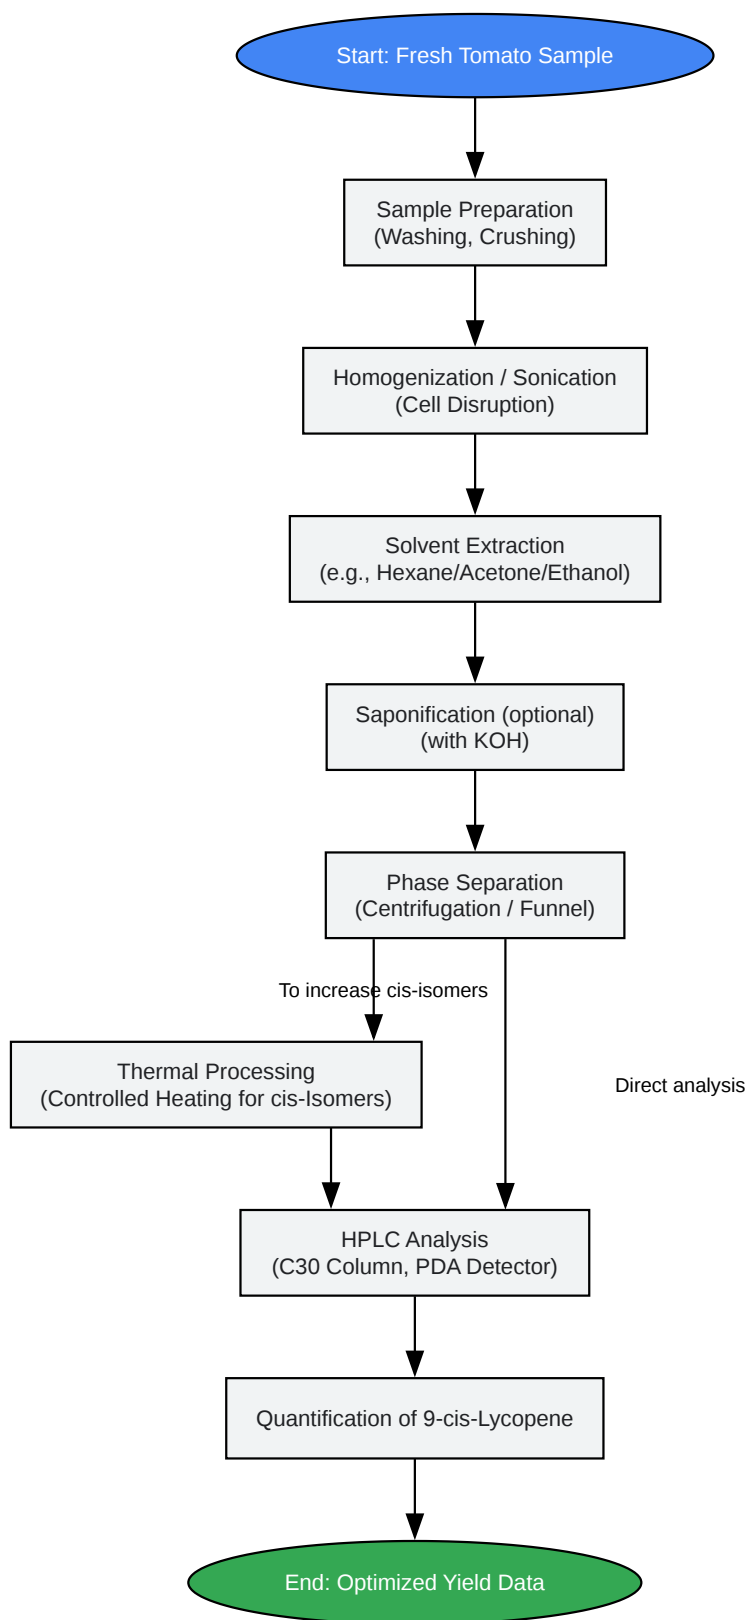 Start: Fresh Tomato Sample
Sample Preparation
(Washing, Crushing)
Homogenization / Sonication
(Cell Disruption)
Solvent Extraction
(e.g., Hexane/Acetone/Ethanol)
Saponification (optional)
(with KOH)
Phase Separation
(Centrifugation / Funnel)
To increase cis-isomers
Thermal Processing
(Controlled Heating for cis-Isomers)
Direct analysis
HPLC Analysis
(C30 Column, PDA Detector)
Quantification of 9-cis-Lycopene
End: Optimized Yield Data